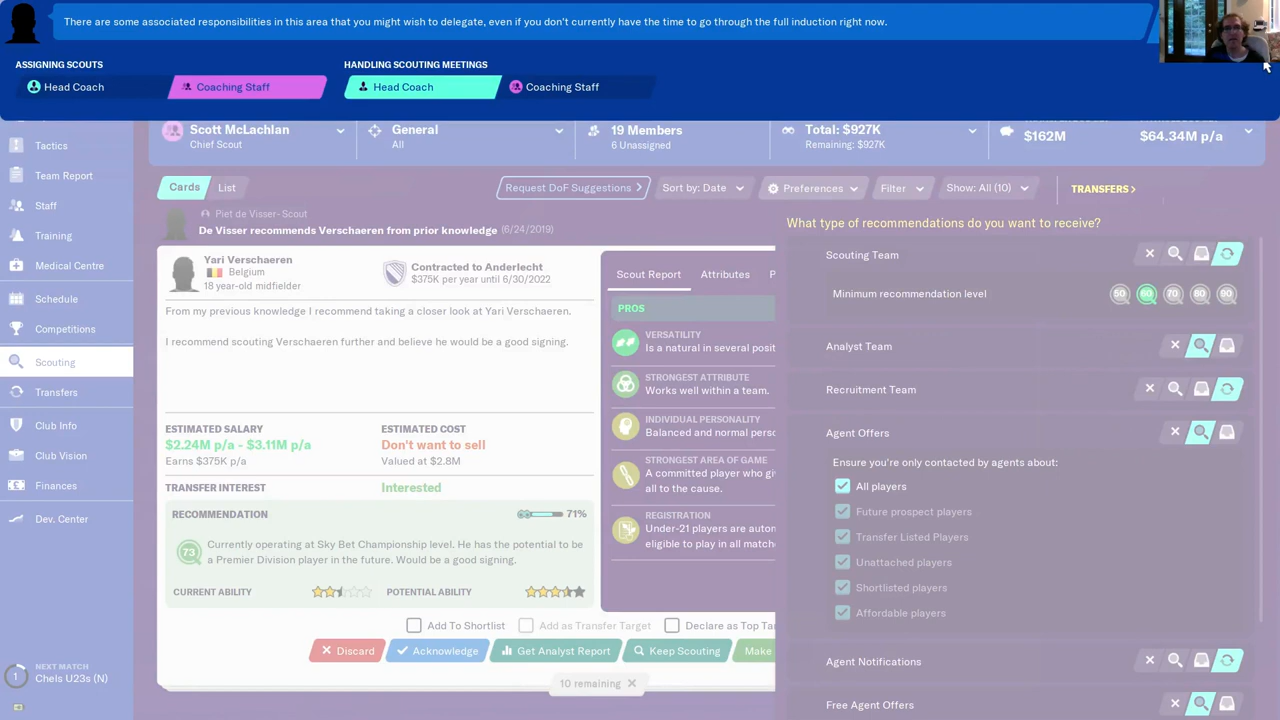 There are some associated responsibilities in this area that you might wish to delegate, even if you don't currently have the time to go through the full induction right now.
ASSIGNING SCOUTS
Head Coach
Coaching Staff
HANDLING SCOUTING MEETINGS
Head Coach
Coaching Staff
Scott McLachlan
Chief Scout
General
All
19 Members
6 Unassigned
Total: $927K
Remaining: $927K
$162M
$64.34M p/a
Tactics
Team Report
Staff
Training
Medical Centre
Schedule
Competitions
Scouting
Transfers
Club Info
Club Vision
Finances
Dev. Center
NEXT MATCH
1
Chels U23s (N)
Cards
List
Request DoF Suggestions
Sort by: Date
Preferences
Filter
Show: All (10)
TRANSFERS
Piet de Visser - Scout
De Visser recommends Verschaeren from prior knowledge (6/24/2019)
Yari Verschaeren
Belgium
18 year-old midfielder
Contracted to Anderlecht
$375K per year until 6/30/2022
From my previous knowledge I recommend taking a closer look at Yari Verschaeren.
I recommend scouting Verschaeren further and believe he would be a good signing.
ESTIMATED SALARY
$2.24M p/a - $3.11M p/a
Earns $375K p/a
ESTIMATED COST
Don't want to sell
Valued at $2.8M
TRANSFER INTEREST
Interested
RECOMMENDATION
71%
73
Currently operating at Sky Bet Championship level. He has the potential to be
a Premier Division player in the future. Would be a good signing.
CURRENT ABILITY
POTENTIAL ABILITY
Scout Report
Attributes
P
PROS
VERSATILITY
Is a natural in several posit
STRONGEST ATTRIBUTE
Works well within a team.
INDIVIDUAL PERSONALITY
Balanced and normal perso
STRONGEST AREA OF GAME
A committed player who gi
all to the cause.
REGISTRATION
Under-21 players are auton
eligible to play in all match
Add To Shortlist
Add as Transfer Target
Declare as Top Tar
Discard
Acknowledge
Get Analyst Report
Keep Scouting
Make
10 remaining
What type of recommendations do you want to receive?
Scouting Team
Minimum recommendation level
50 60 70 80 90
Analyst Team
Recruitment Team
Agent Offers
Ensure you're only contacted by agents about:
All players
Future prospect players
Transfer Listed Players
Unattached players
Shortlisted players
Affordable players
Agent Notifications
Free Agent Offers